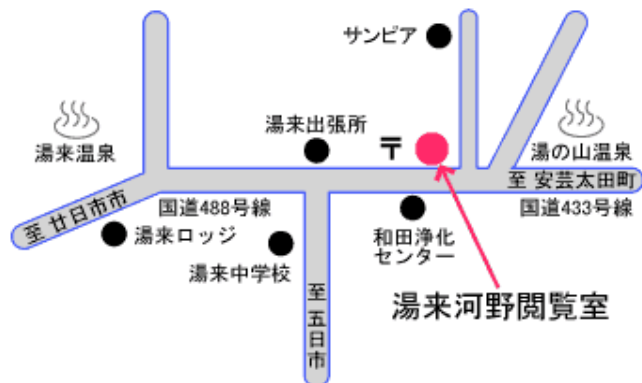 サンピア
湯来出張所
〒
湯来温泉
湯の山温泉
至 安芸太田町
至 廿日市市
国道488号線
国道433号線
湯来ロッジ
和田浄化
センター
湯来中学校
至 五日市
湯来河野閲覧室